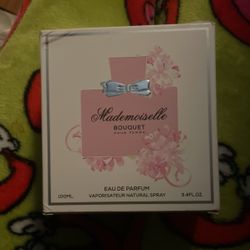 Mademoiselle
BOUQUET
POUR FEMME
EAU DE PARFUM
100ML. VAPORISATEUR NATURAL SPRAY 3.4FL.OZ.